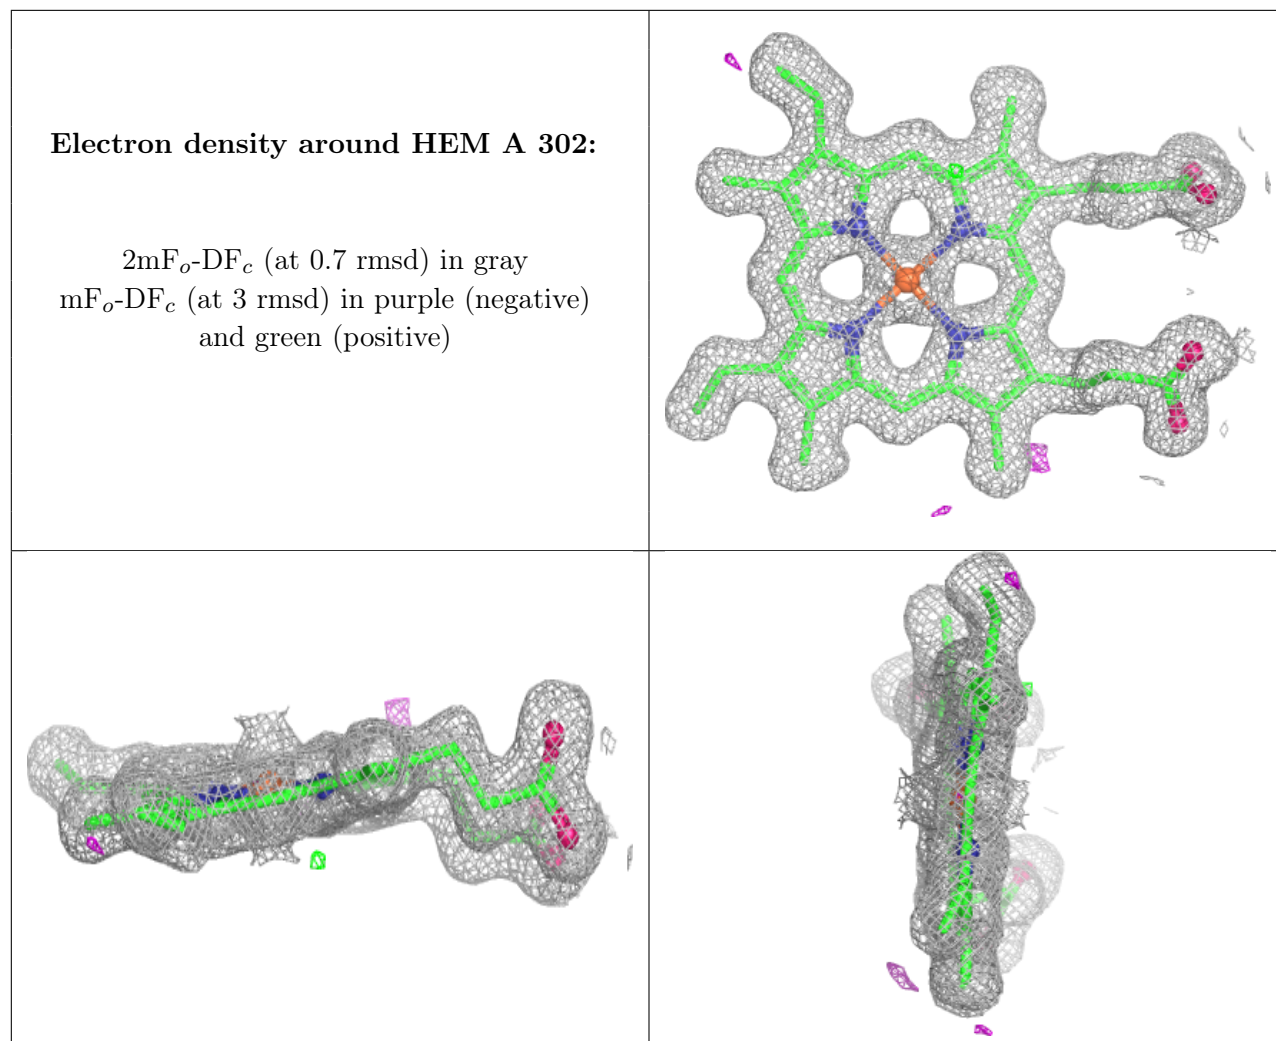 Electron density around HEM A 302:
2mFₒ-DF𝑐 (at 0.7 rmsd) in gray
mFₒ-DF𝑐 (at 3 rmsd) in purple (negative)
and green (positive)